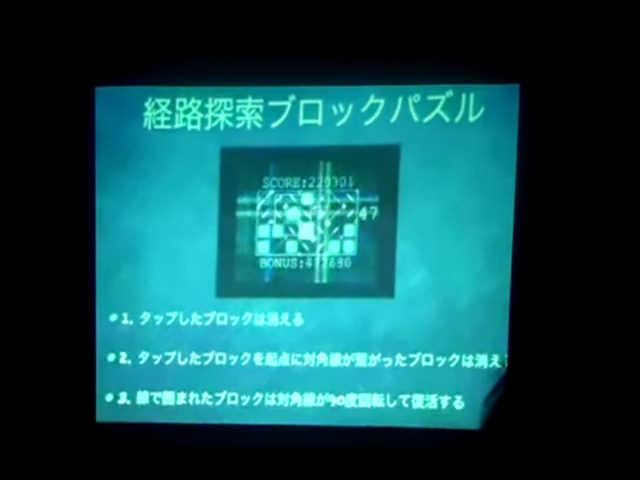 経路探索ブロックパズル
SCORE:220301
47
BONUS:
● 1. タップしたブロックは消える
● 2. タップしたブロックを起点に対角線が繋がったブロックは消え
● 3. 線で囲まれたブロックは対角線が90度回転して復活する